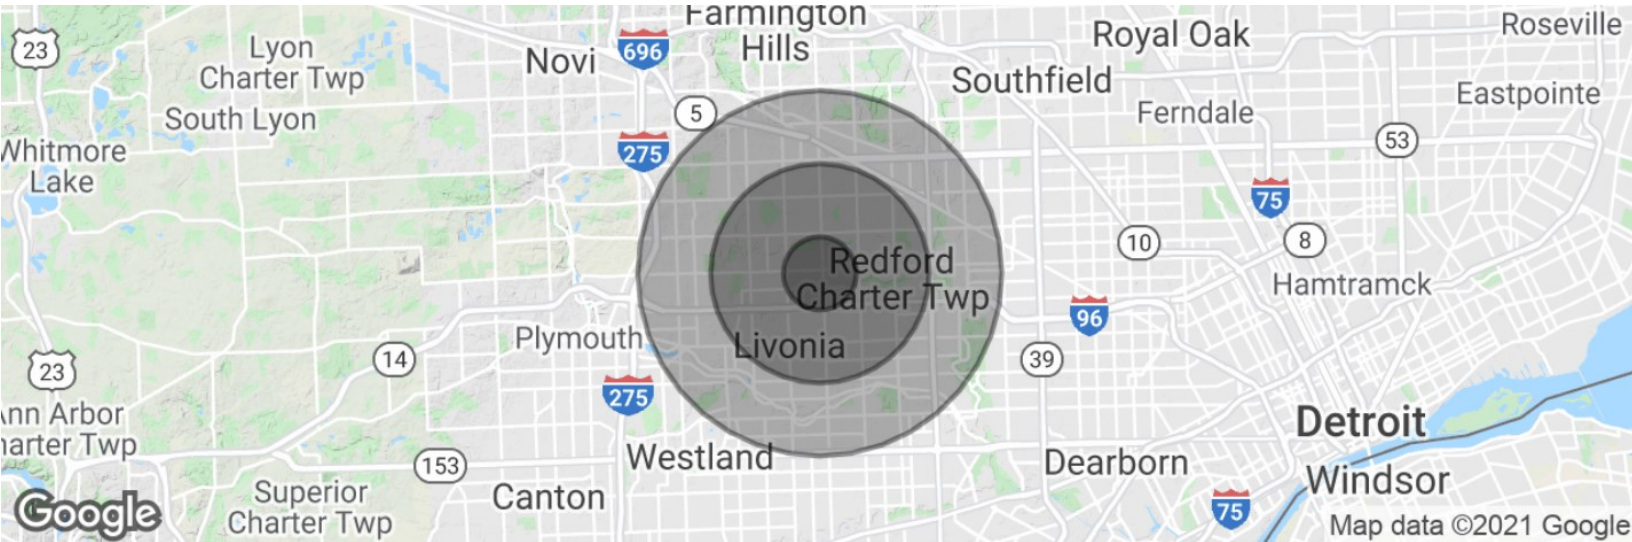 Farmington
Hills
Royal Oak
Roseville
23
Lyon
Charter Twp
Novi
696
Southfield
Eastpointe
South Lyon
5
Ferndale
53
Whitmore
Lake
275
75
10
8
Redford
Charter Twp
Hamtramck
96
Plymouth
Livonia
14
39
23
275
Ann Arbor
Charter Twp
Detroit
Westland
153
Dearborn
Windsor
Canton
Superior
Charter Twp
75
Google
Map data ©2021 Google